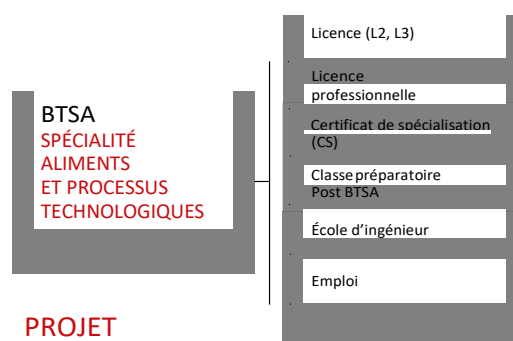 BTSA
SPÉCIALITÉ
ALIMENTS
ET PROCESSUS
TECHNOLOGIQUES
PROJET
Licence (L2, L3)
Licence
professionnelle
Certificat de spécialisation
(CS)
Classe préparatoire
Post BTSA
École d'ingénieur
Emploi